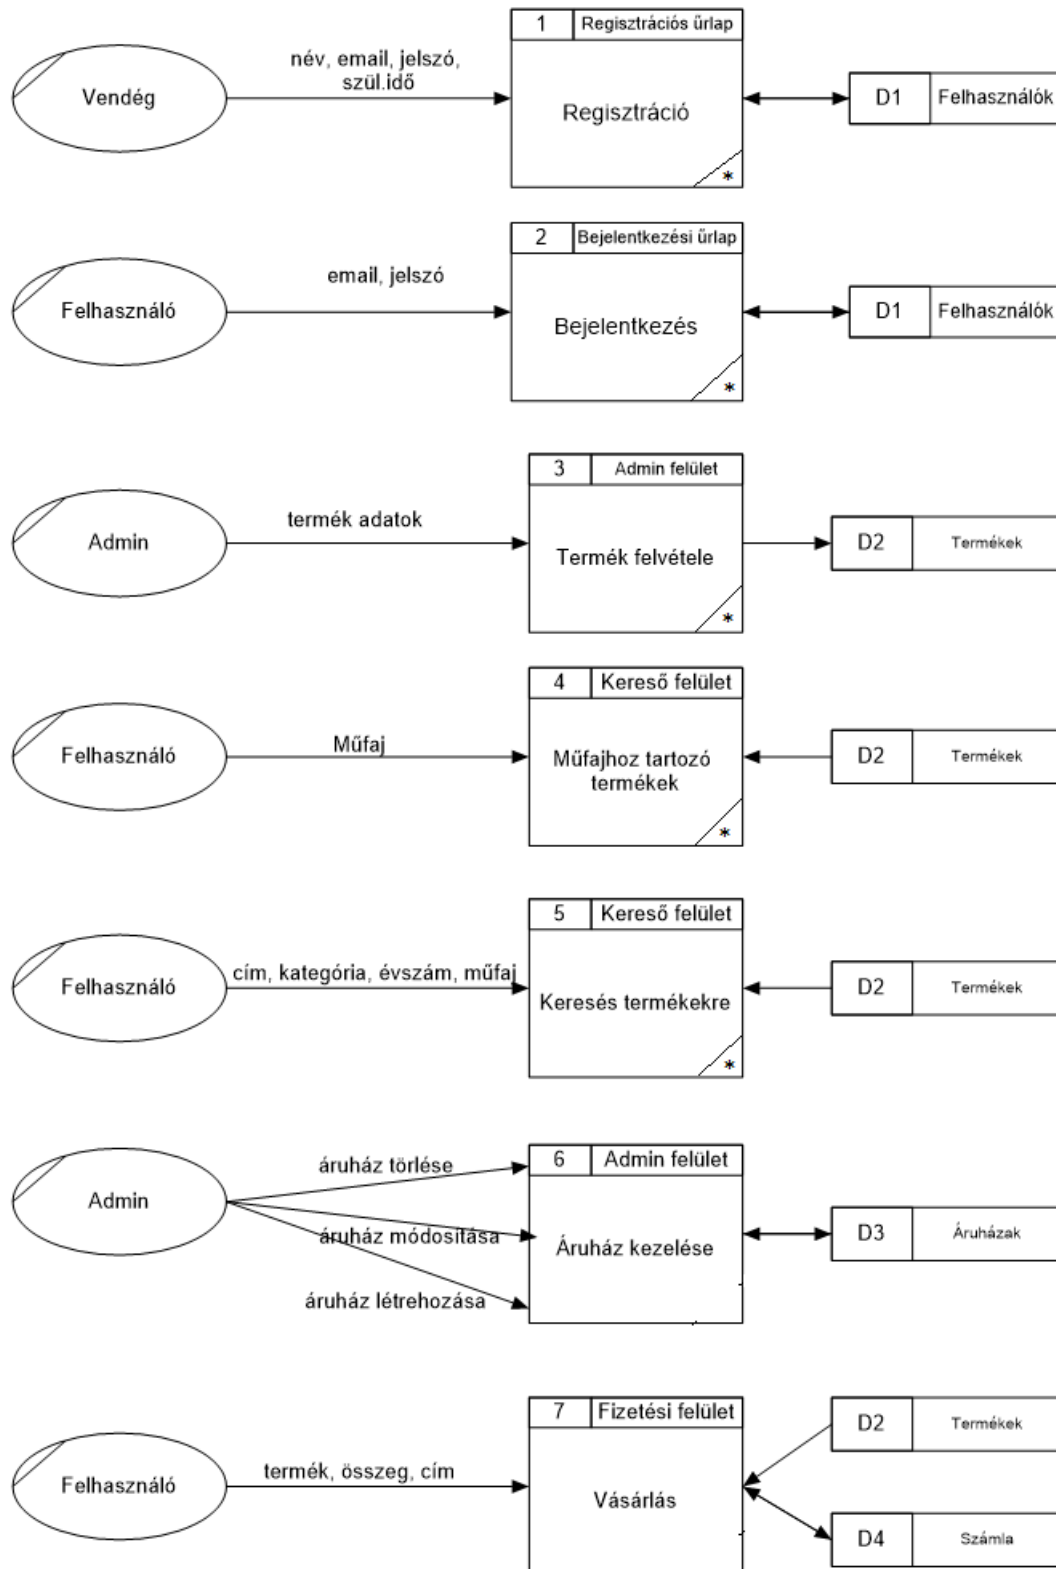 1 Regisztrációs űrlap
név, email, jelszó,
szül.idő
Vendég
Regisztráció
*
D1 Felhasználók
2 Bejelentkezési űrlap
email, jelszó
Felhasználó
Bejelentkezés
*
D1 Felhasználók
3 Admin felület
termék adatok
Admin
Termék felvétele
*
D2 Termékek
4 Kereső felület
Műfaj
Felhasználó
Műfajhoz tartozó
termékek
*
D2 Termékek
5 Kereső felület
cím, kategória, évszám, műfaj
Felhasználó
Keresés termékekre
*
D2 Termékek
6 Admin felület
áruház törlése
Admin
áruház módosítása
áruház létrehozása
Áruház kezelése
D3 Áruházak
7 Fizetési felület
termék, összeg, cím
Felhasználó
Vásárlás
D2 Termékek
D4 Számla